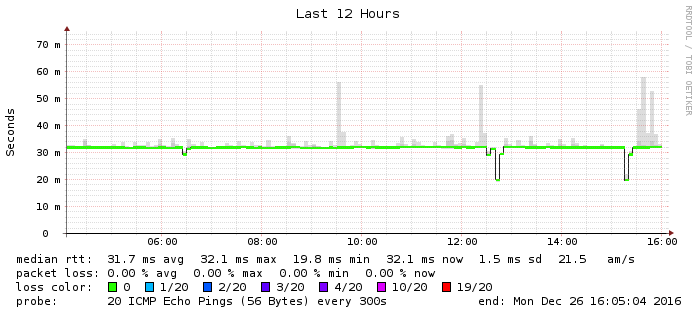 Last 12 Hours
RRDTOOL / TOBI OETIKER
Seconds
70 m
60 m
50 m
40 m
30 m
20 m
10 m
0
06:00 08:00 10:00 12:00 14:00 16:00
median rtt: 31.7 ms avg 32.1 ms max 19.8 ms min 32.1 ms now 1.5 ms sd 21.5 am/s
packet loss: 0.00 % avg 0.00 % max 0.00 % min 0.00 % now
loss color: 0 1/20 2/20 3/20 4/20 10/20 19/20
probe: 20 ICMP Echo Pings (56 Bytes) every 300s end: Mon Dec 26 16:05:04 2016